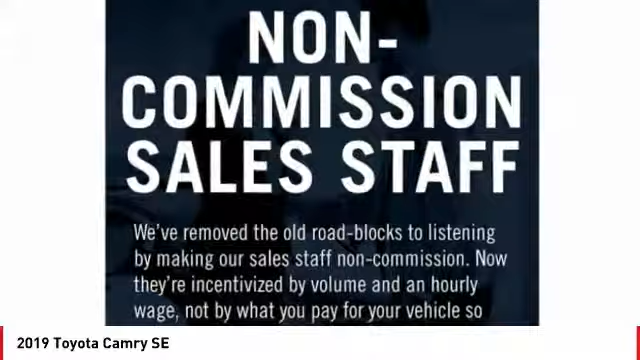 NON-
COMMISSION
SALES STAFF
We've removed the old road-blocks to listening
by making our sales staff non-commission. Now
they're incentivized by volume and an hourly
wage, not by what you pay for your vehicle so
2019 Toyota Camry SE